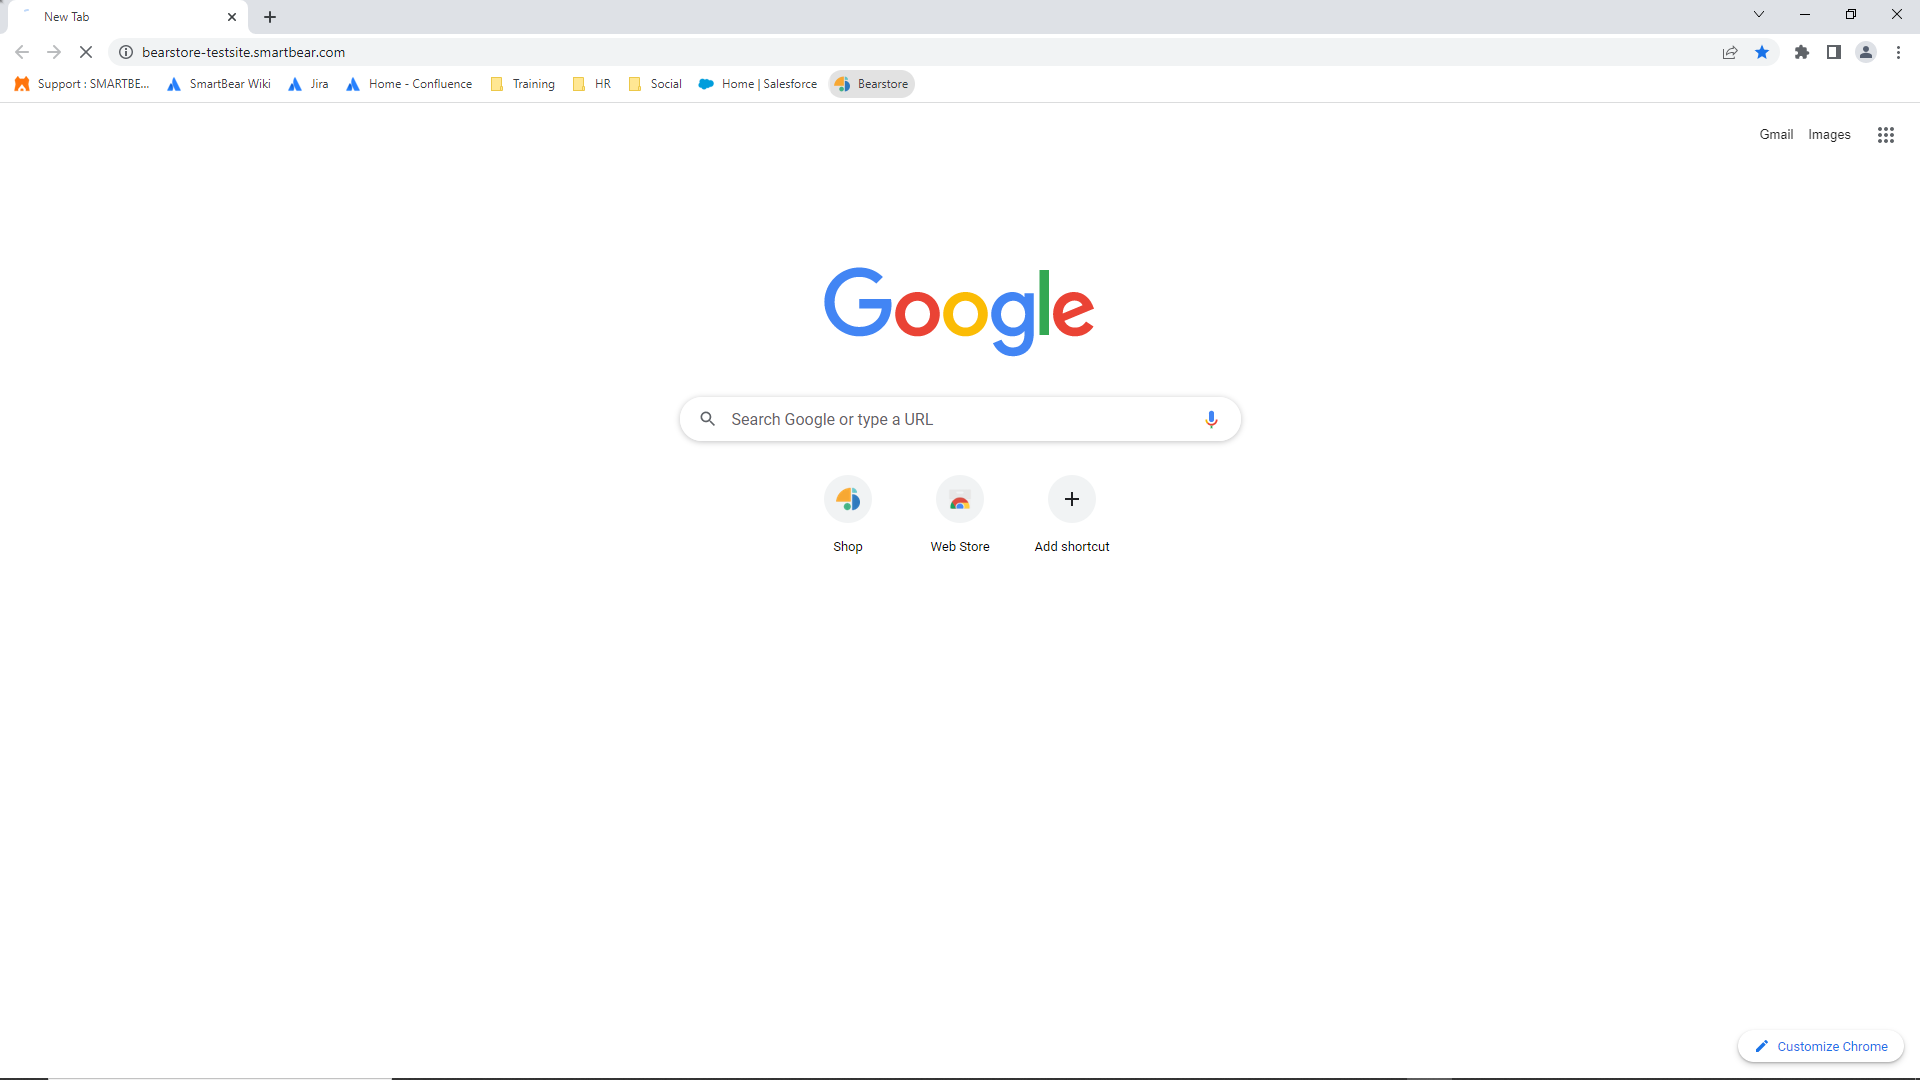 New Tab
bearstore-testsite.smartbear.com
Support : SMARTBE... SmartBear Wiki Jira Home - Confluence Training HR Social Home | Salesforce Bearstore
Gmail Images
Google
Search Google or type a URL
Shop Web Store Add shortcut
Customize Chrome